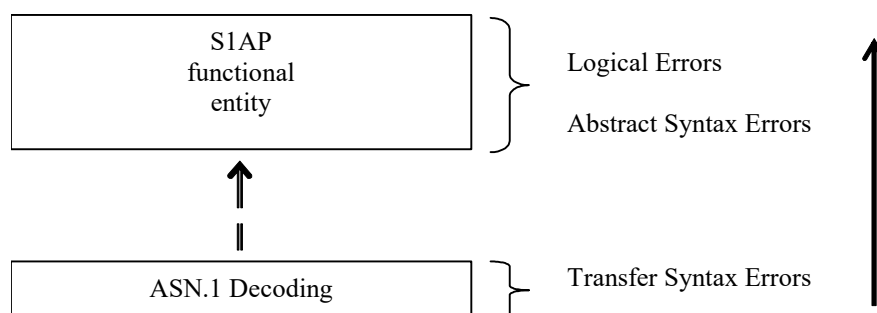 S1AP
functional
entity
Logical Errors
Abstract Syntax Errors
ASN.1 Decoding
Transfer Syntax Errors